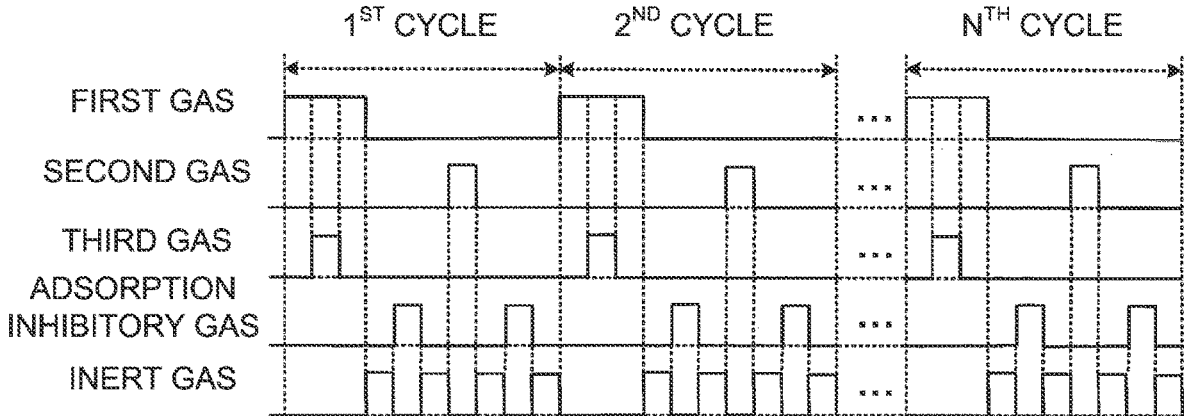 1ST CYCLE
2ND CYCLE
NTH CYCLE
FIRST GAS
...
SECOND GAS
...
THIRD GAS
...
ADSORPTION
INHIBITORY GAS
...
INERT GAS
...